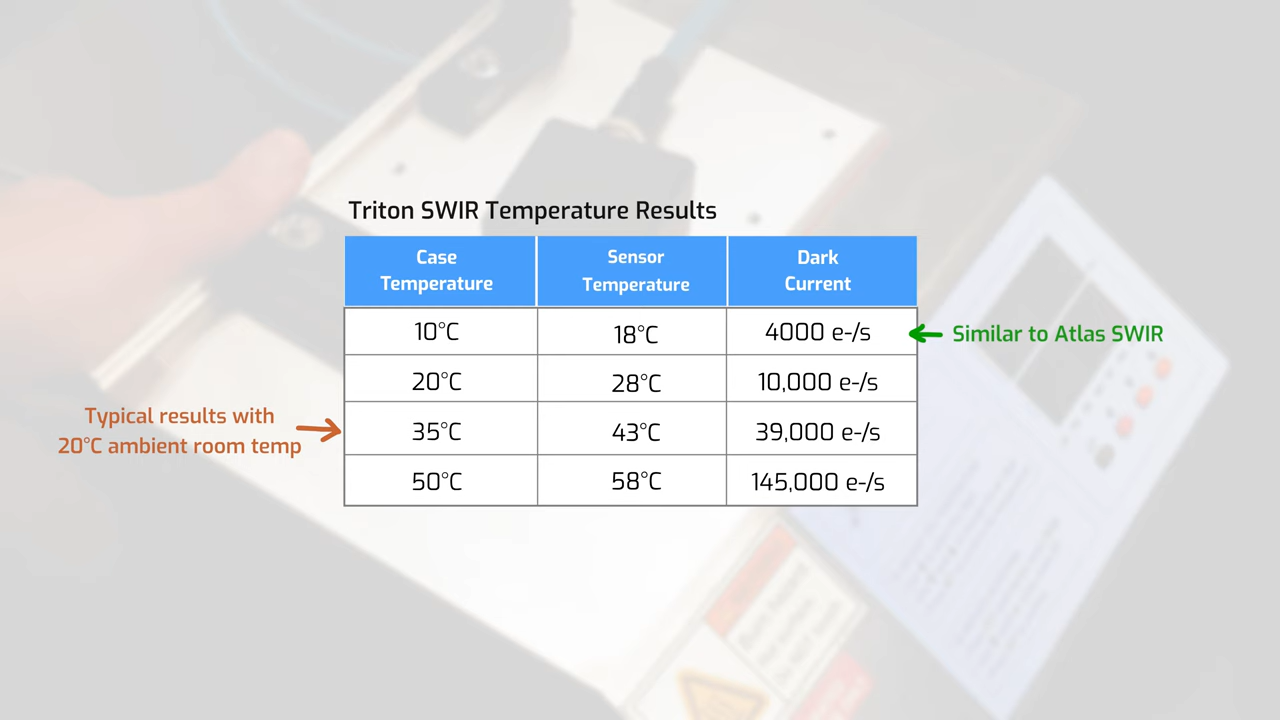 Triton SWIR Temperature Results
Case
Temperature
Sensor
Temperature
Dark
Current
10°C
18°C
4000 e-/s
Similar to Atlas SWIR
20°C
28°C
10,000 e-/s
Typical results with
20°C ambient room temp
35°C
43°C
39,000 e-/s
50°C
58°C
145,000 e-/s